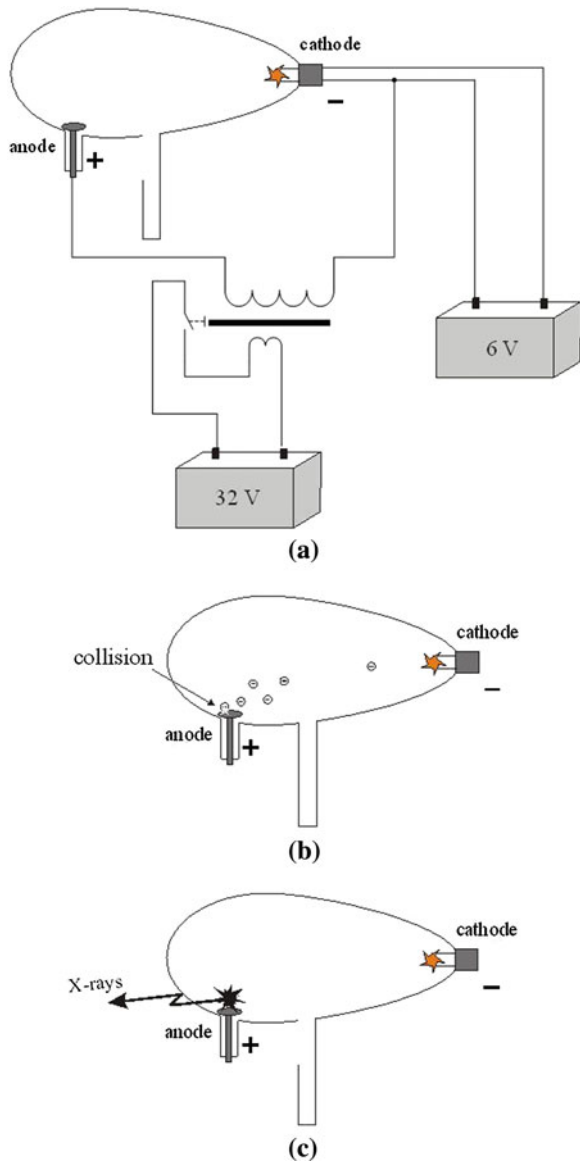 cathode
−
anode
+
6 V
32 V
(a)
cathode
collision
−
anode
+
(b)
cathode
X-rays
−
anode
+
(c)